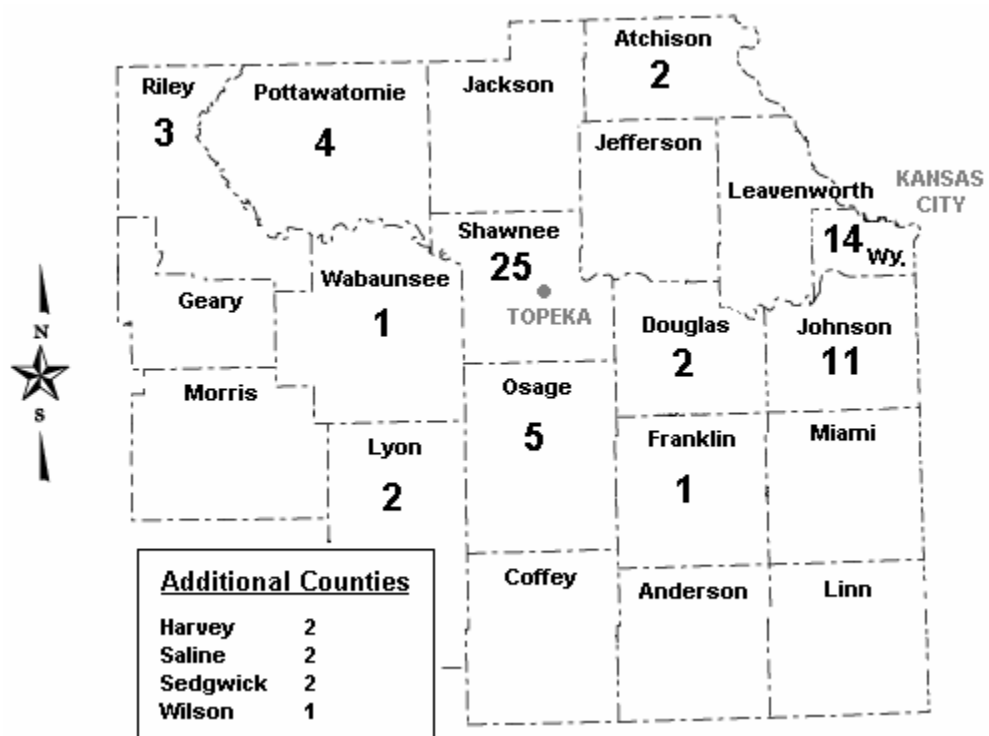 Atchison
2
Riley
3
Pottawatomie
4
Jackson
Jefferson
Leavenworth
KANSAS
CITY
14 Wy.
Shawnee
25
TOPEKA
Wabaunsee
1
Geary
Douglas
2
Johnson
11
N
S
Morris
Osage
5
Lyon
2
Franklin
1
Miami
Coffey
Anderson
Linn
Additional Counties
Harvey 2
Saline 2
Sedgwick 2
Wilson 1